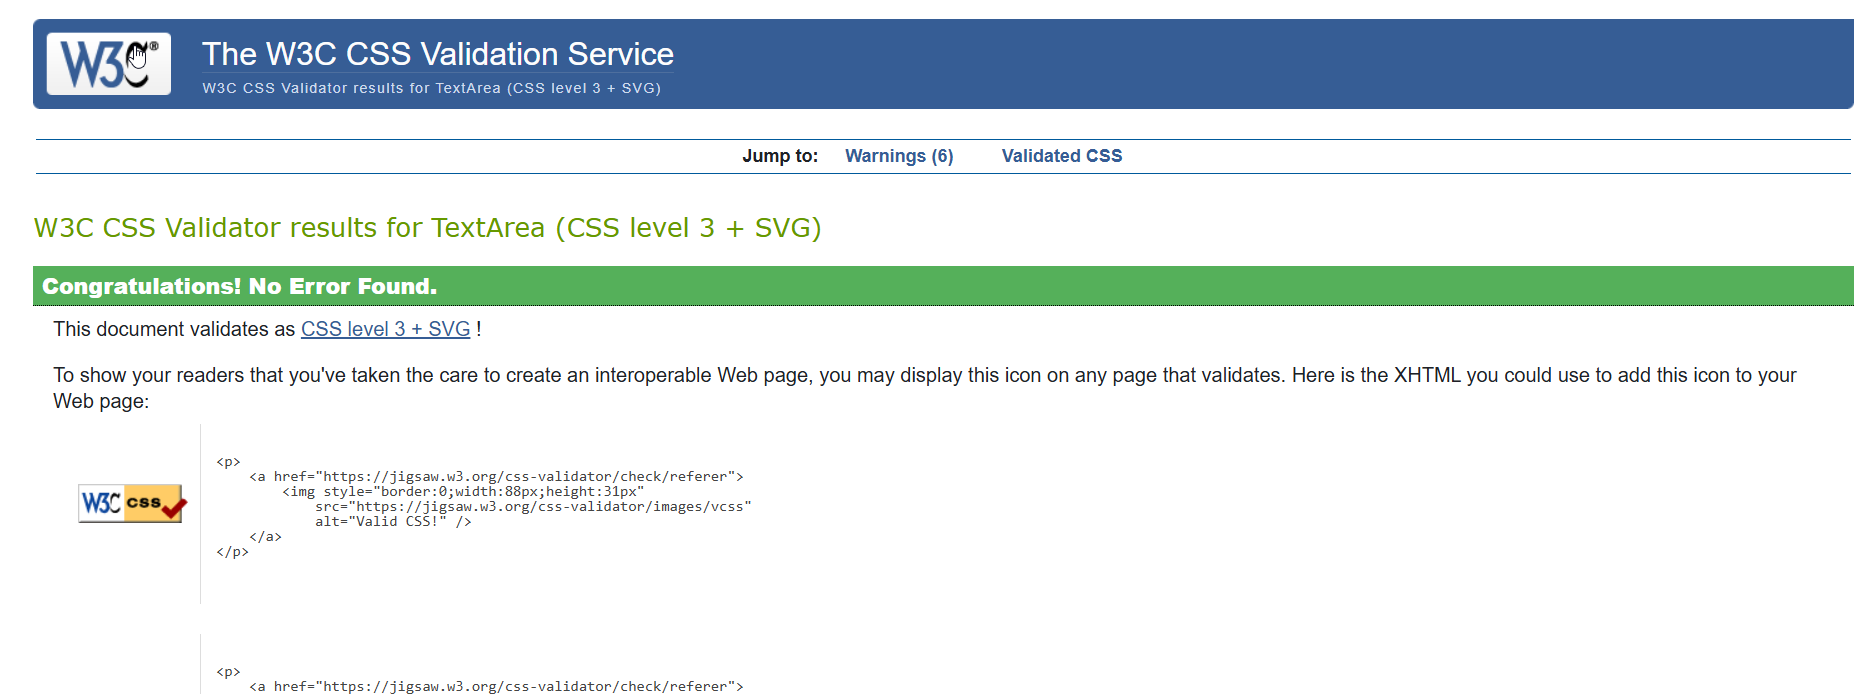 W3C®
The W3C CSS Validation Service
W3C CSS Validator results for TextArea (CSS level 3 + SVG)
Jump to: Warnings (6) Validated CSS
W3C CSS Validator results for TextArea (CSS level 3 + SVG)
Congratulations! No Error Found.
This document validates as CSS level 3 + SVG !
To show your readers that you've taken the care to create an interoperable Web page, you may display this icon on any page that validates. Here is the XHTML you could use to add this icon to your
Web page:
W3C css
<p>
    <a href="https://jigsaw.w3.org/css-validator/check/referer">
        <img style="border:0;width:88px;height:31px"
            src="https://jigsaw.w3.org/css-validator/images/vcss"
            alt="Valid CSS!" />
    </a>
</p>
<p>
    <a href="https://jigsaw.w3.org/css-validator/check/referer">